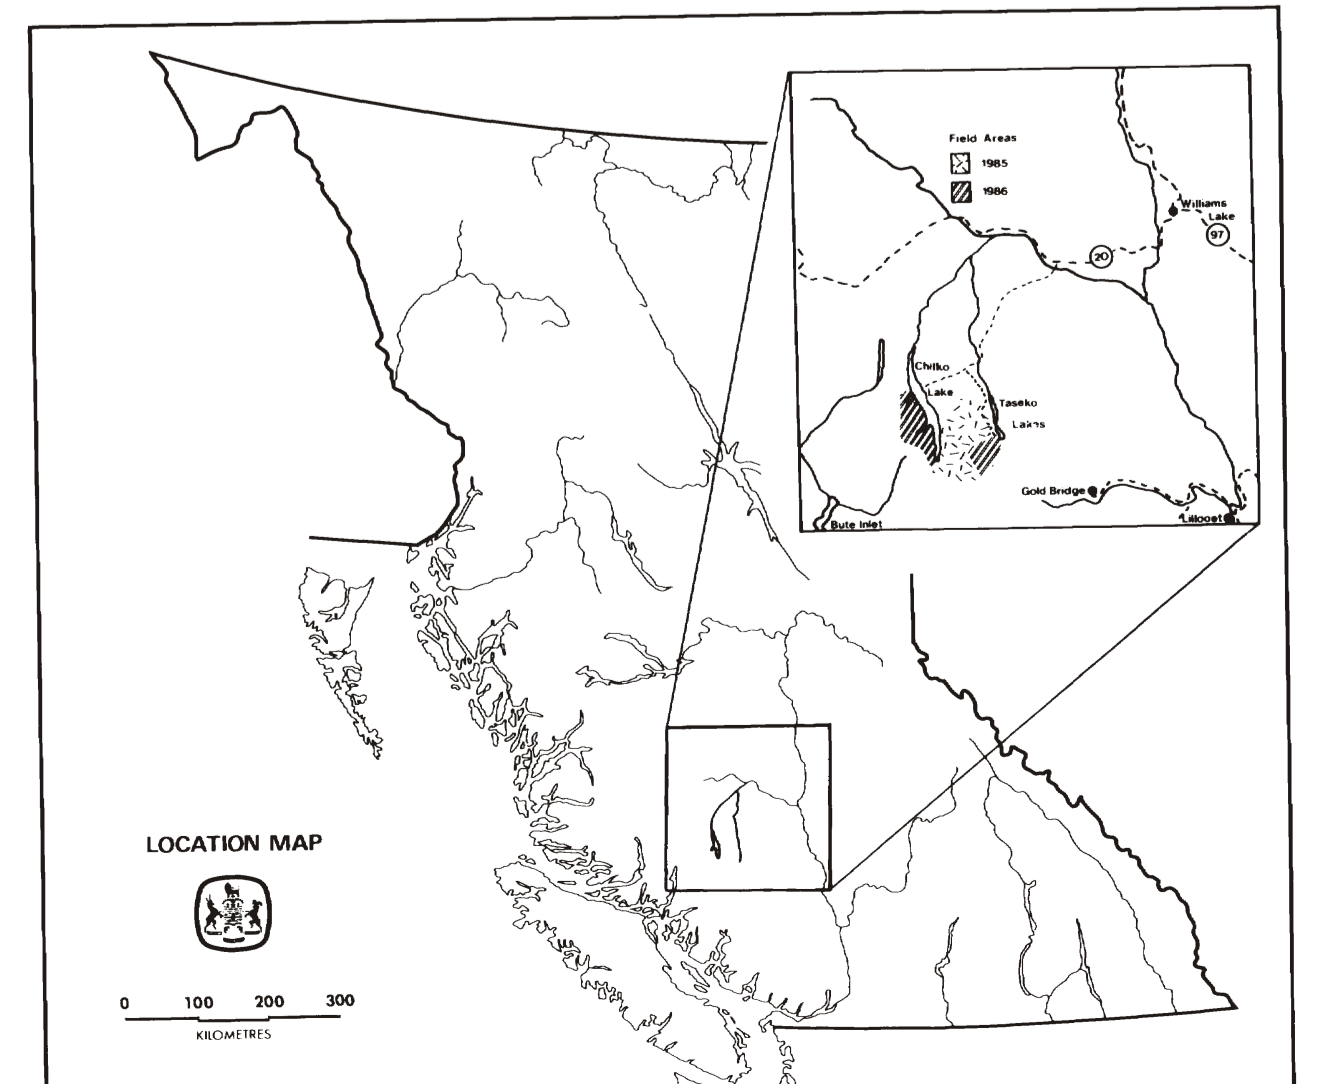 Field Areas
1985
1986
Williams
Lake
97
20
Chilko
Lake
Taseko
Lakes
Gold Bridge
Lillooet
Bute Inlet
LOCATION MAP
0 100 200 300
KILOMETRES